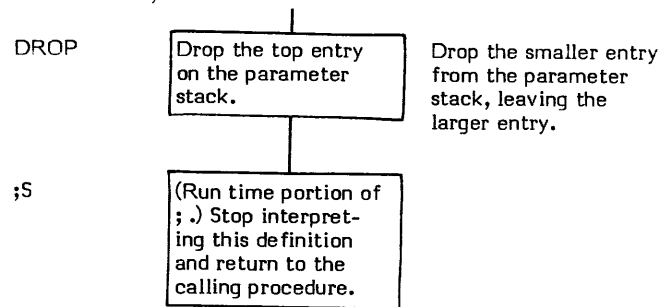 DROP
Drop the top entry
on the parameter
stack.
Drop the smaller entry
from the parameter
stack, leaving the
larger entry.
;S
(Run time portion of
; .) Stop interpret-
ing this definition
and return to the
calling procedure.